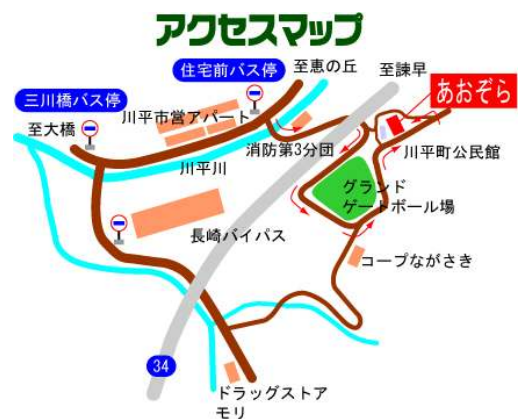 アクセスマップ
住宅前バス停
至恵の丘
至諫早
あおぞら
三川橋バス停
至大橋
川平市営アパート
消防第3分団
川平町公民館
川平川
グランド
ゲートボール場
長崎バイパス
コープながさき
34
ドラッグストア
モリ